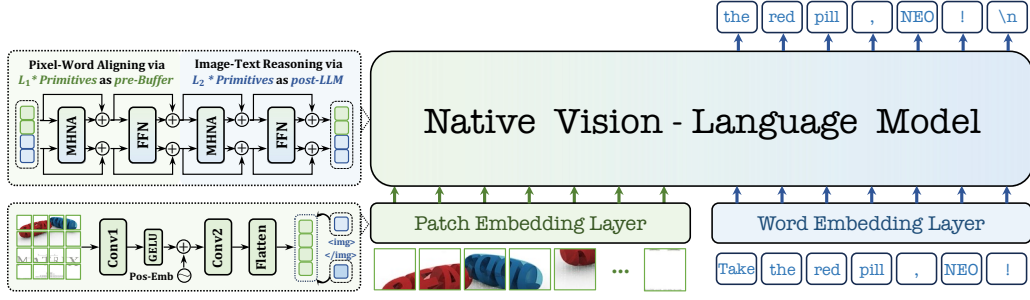 the red pill , NEO ! \n
Pixel-Word Aligning via
L₁* Primitives as pre-Buffer
Image-Text Reasoning via
L₂ * Primitives as post-LLM
MHNA FFN MHNA FFN
Native Vision - Language Model
Patch Embedding Layer
Word Embedding Layer
Conv1 GELU Conv2 Flatten
Pos-Emb
<img>
</img>
MATRIX
...
Take the red pill , NEO !